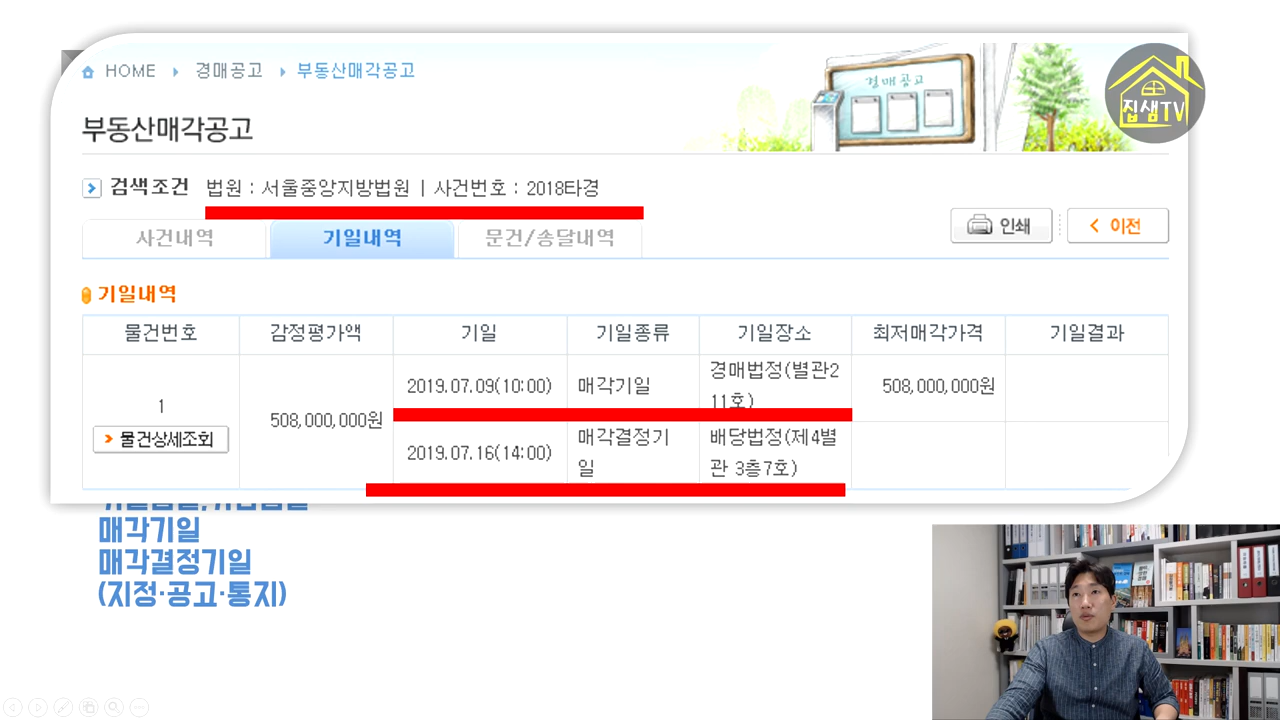 HOME 경매공고 부동산매각공고
경매공고
집샘TV
부동산매각공고
검색조건 법원 : 서울중앙지방법원 | 사건번호 : 2018타경
인쇄
이전
사건내역 기일내역 문건/송달내역
기일내역
물건번호 감정평가액 기일 기일종류 기일장소 최저매각가격 기일결과
1
물건상세조회
508,000,000원
2019.07.09(10:00) 매각기일 경매법정(별관2
11호)
508,000,000원
2019.07.16(14:00) 매각결정기
일
배당법정(제4별
관 3층7호)
매각기일
매각결정기일
(지정·공고·통지)